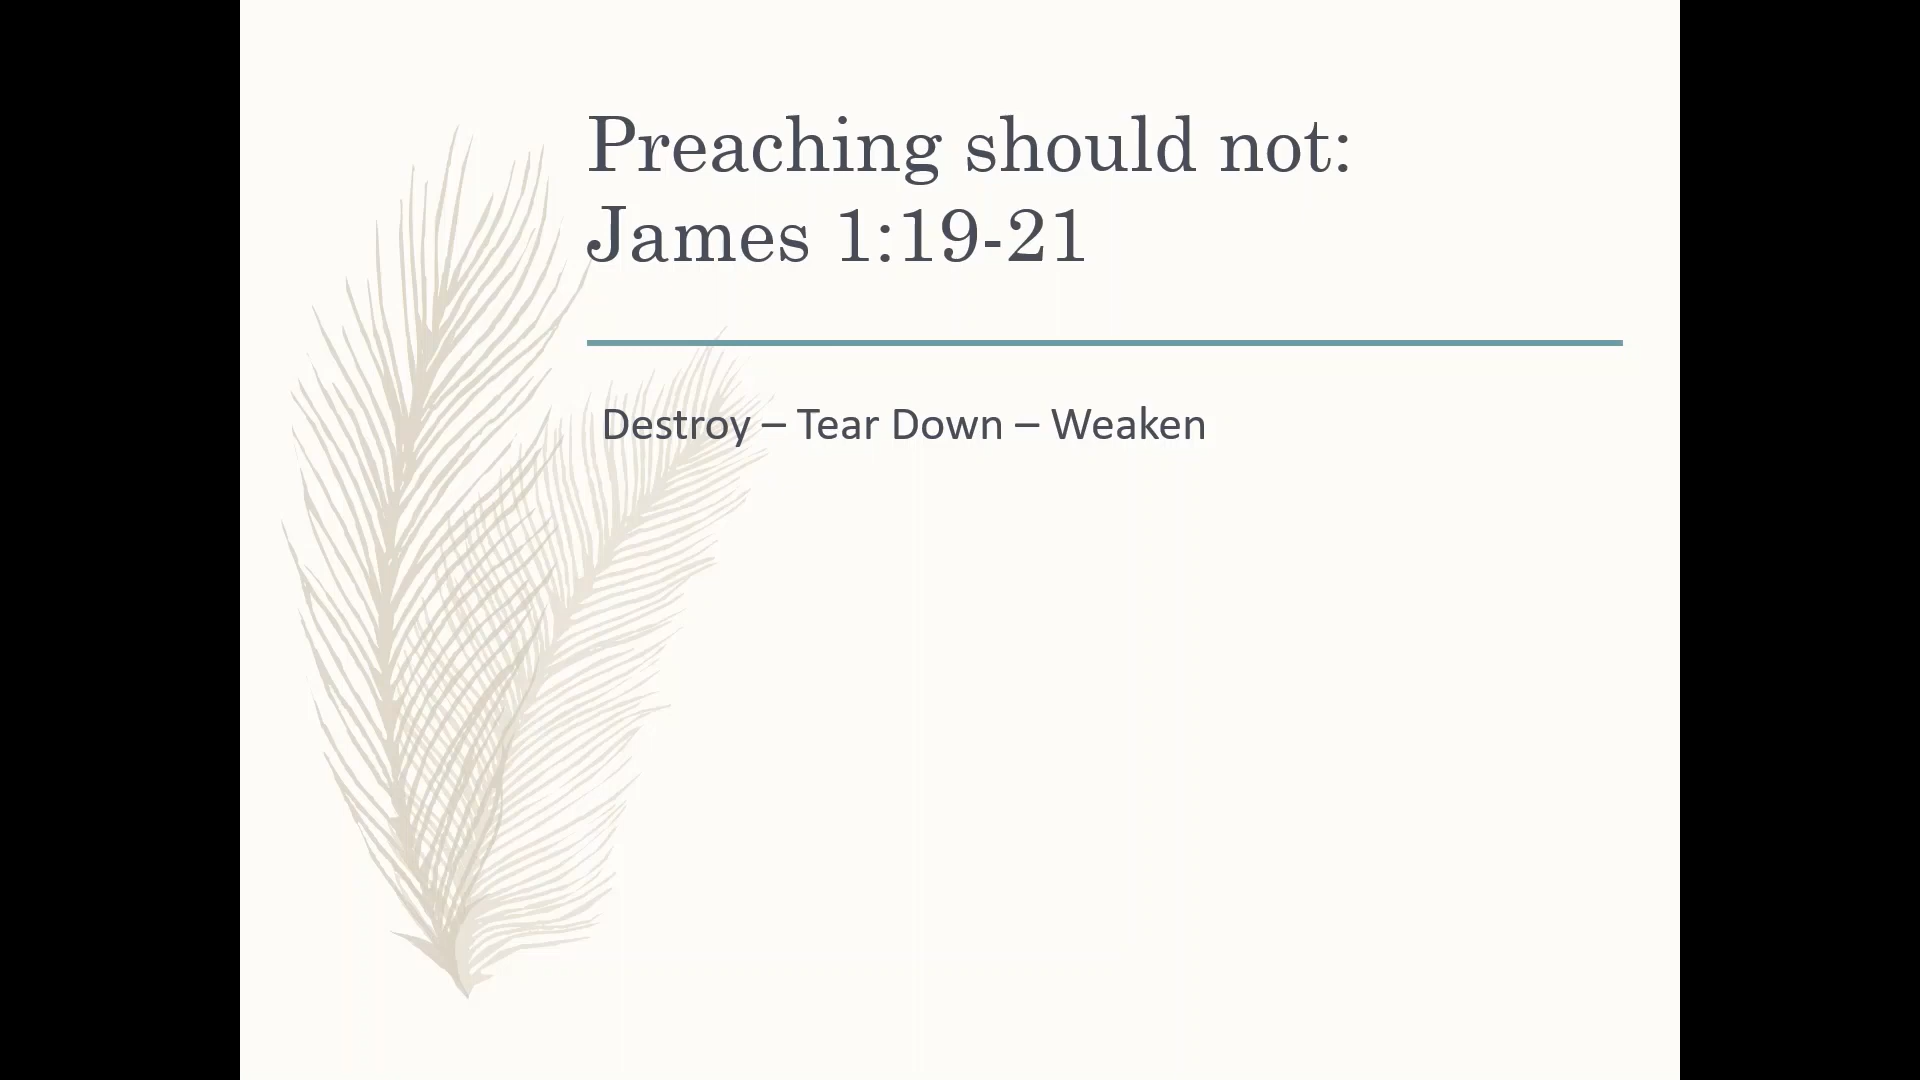 Preaching should not:
James 1:19-21
Destroy – Tear Down – Weaken